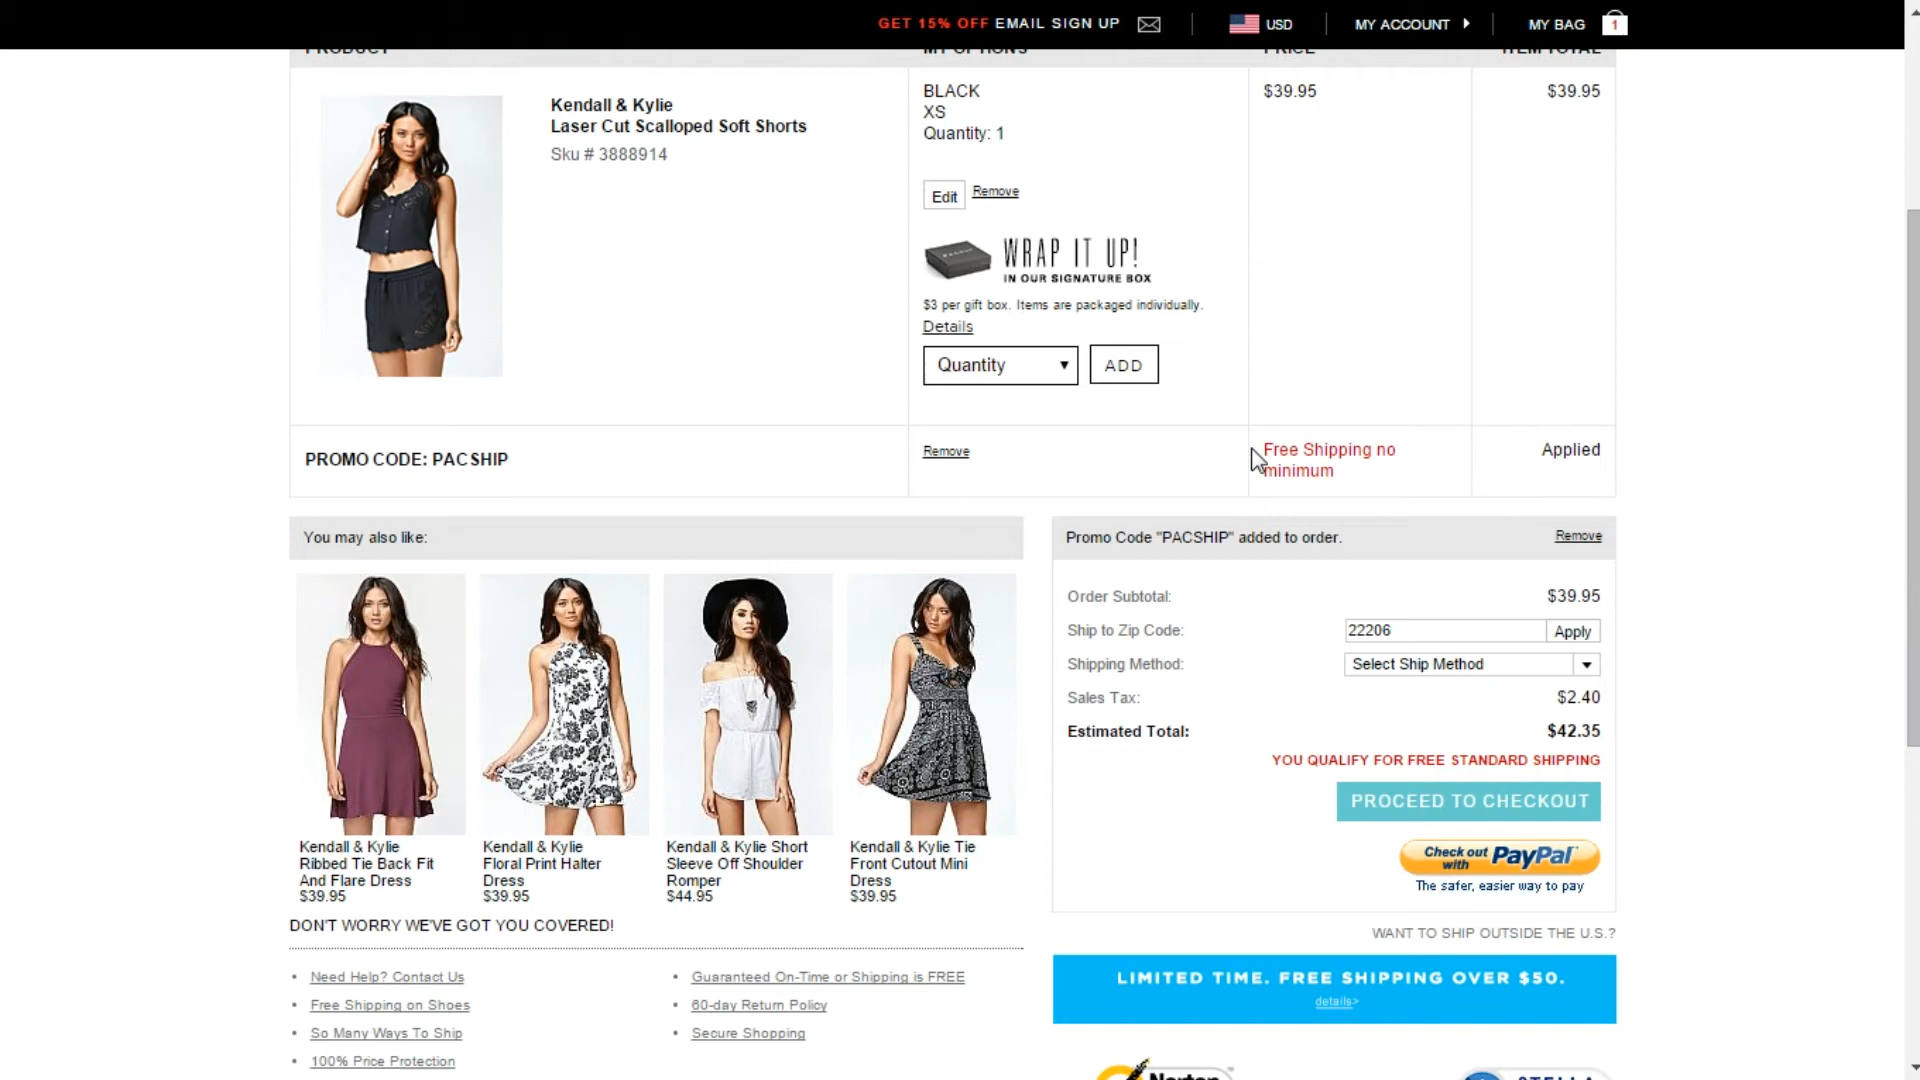 GET 15% OFF EMAIL SIGN UP
USD
MY ACCOUNT
MY BAG 1
PRODUCT
MY OPTIONS
PRICE
ITEM TOTAL
Kendall & Kylie
Laser Cut Scalloped Soft Shorts
Sku # 3888914
BLACK
XS
Quantity: 1
$39.95
$39.95
Edit Remove
WRAP IT UP!
IN OUR SIGNATURE BOX
$3 per gift box. Items are packaged individually.
Details
Quantity
ADD
PROMO CODE: PACSHIP
Remove
Free Shipping no
minimum
Applied
You may also like:
Kendall & Kylie
Ribbed Tie Back Fit
And Flare Dress
$39.95
Kendall & Kylie
Floral Print Halter
Dress
$39.95
Kendall & Kylie Short
Sleeve Off Shoulder
Romper
$44.95
Kendall & Kylie Tie
Front Cutout Mini
Dress
$39.95
Promo Code "PACSHIP" added to order.
Remove
Order Subtotal: $39.95
Ship to Zip Code: 22206 Apply
Shipping Method: Select Ship Method
Sales Tax: $2.40
Estimated Total: $42.35
YOU QUALIFY FOR FREE STANDARD SHIPPING
PROCEED TO CHECKOUT
Check out
with PayPal
The safer, easier way to pay
WANT TO SHIP OUTSIDE THE U.S.?
LIMITED TIME. FREE SHIPPING OVER $50.
details>
DON'T WORRY WE'VE GOT YOU COVERED!
Need Help? Contact Us
Free Shipping on Shoes
So Many Ways To Ship
100% Price Protection
Guaranteed On-Time or Shipping is FREE
60-day Return Policy
Secure Shopping
Norton
STELLA